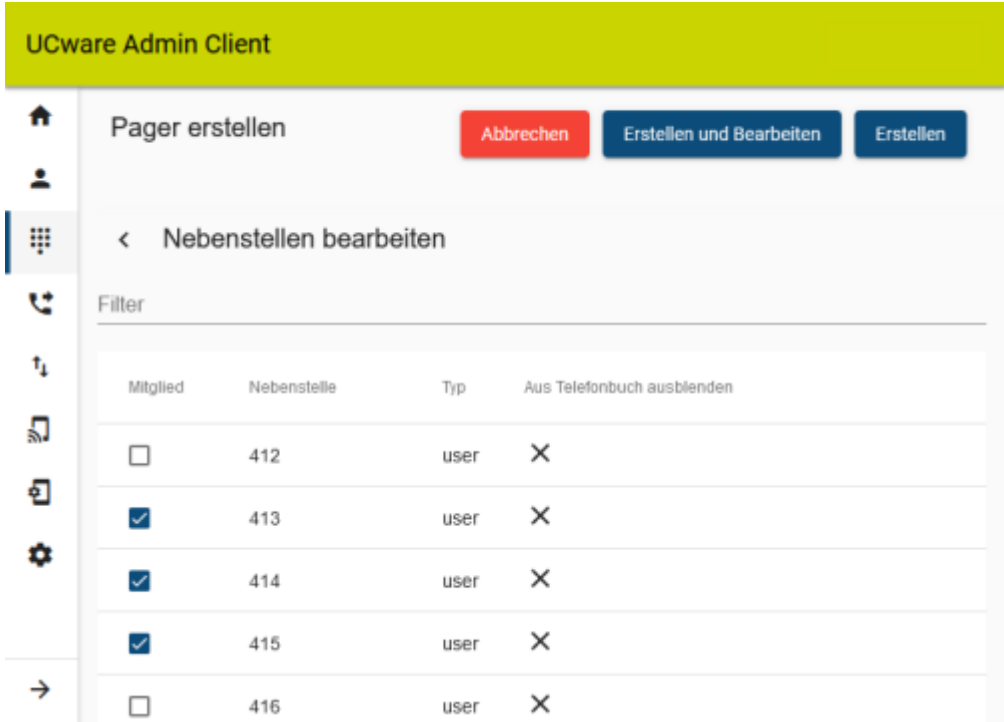 UCware Admin Client
Pager erstellen
Abbrechen
Erstellen und Bearbeiten
Erstellen
Nebenstellen bearbeiten
Filter
Mitglied Nebenstelle Typ Aus Telefonbuch ausblenden
412 user
413 user
414 user
415 user
416 user